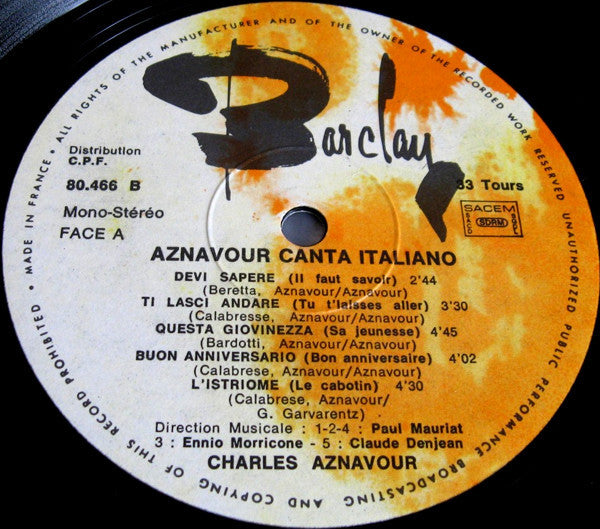 MADE IN FRANCE • ALL RIGHTS OF THE MANUFACTURER AND OF THE OWNER OF THE RECORDED WORK RESERVED UNAUTHORIZED PUBLIC PERFORMANCE BROADCASTING AND COPYING OF THIS RECORD PROHIBITED •
Barclay
Distribution
C.P.F.
80.466 B
33 Tours
Mono-Stéréo
SACEM
SDRM
FACE A
AZNAVOUR CANTA ITALIANO
DEVI SAPERE (Il faut savoir) 2'44
(Beretta, Aznavour/Aznavour)
TI LASCI ANDARE (Tu t'laisses aller) 3'30
(Calabresse, Aznavour/Aznavour)
QUESTA GIOVINEZZA (Sa jeunesse) 4'45
(Bardotti, Aznavour/Aznavour)
BUON ANNIVERSARIO (Bon anniversaire) 4'02
(Calabrese, Aznavour/Aznavour)
L'ISTRIOME (Le cabotin) 4'30
(Calabrese, Aznavour/
G. Garvarentz)
Direction Musicale : 1-2-4 : Paul Mauriat
3 : Ennio Morricone - 5 : Claude Denjean
CHARLES AZNAVOUR